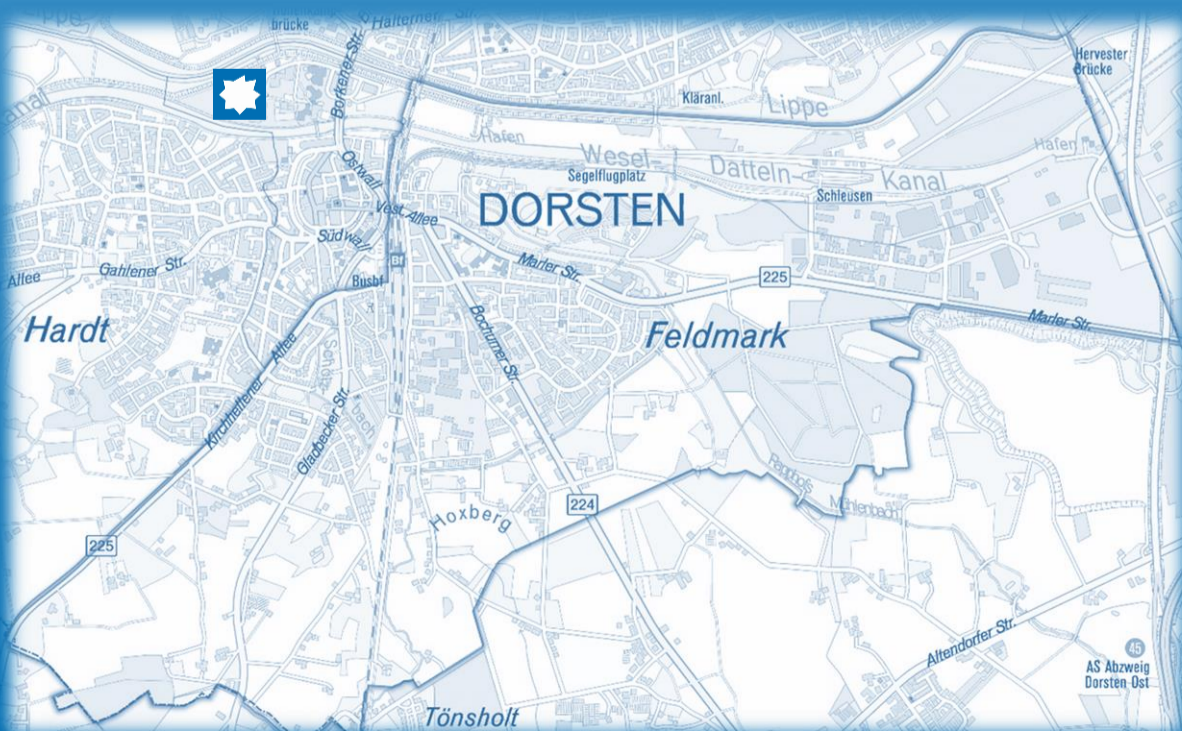 brücke
Halterner Str.
Borkener Str.
Hervester
Brücke
Kläranl.
Lippe
Hafen
Wesel-
Datteln-
Kanal
Segelflugplatz
Hafen
Schleusen
Ostwall
DORSTEN
Vest. Allee
Südwall
Bf
Gahlener Str.
Allee
Busbf
Marler Str.
225
Hardt
Feldmark
Marler Str.
Bochumer Str.
Kirchhellener Allee
Gladbecker Str.
Hoxberg
224
225
Mühlenbach
Altendorfer Str.
45
AS Abzweig
Dorsten Ost
Tönsholt